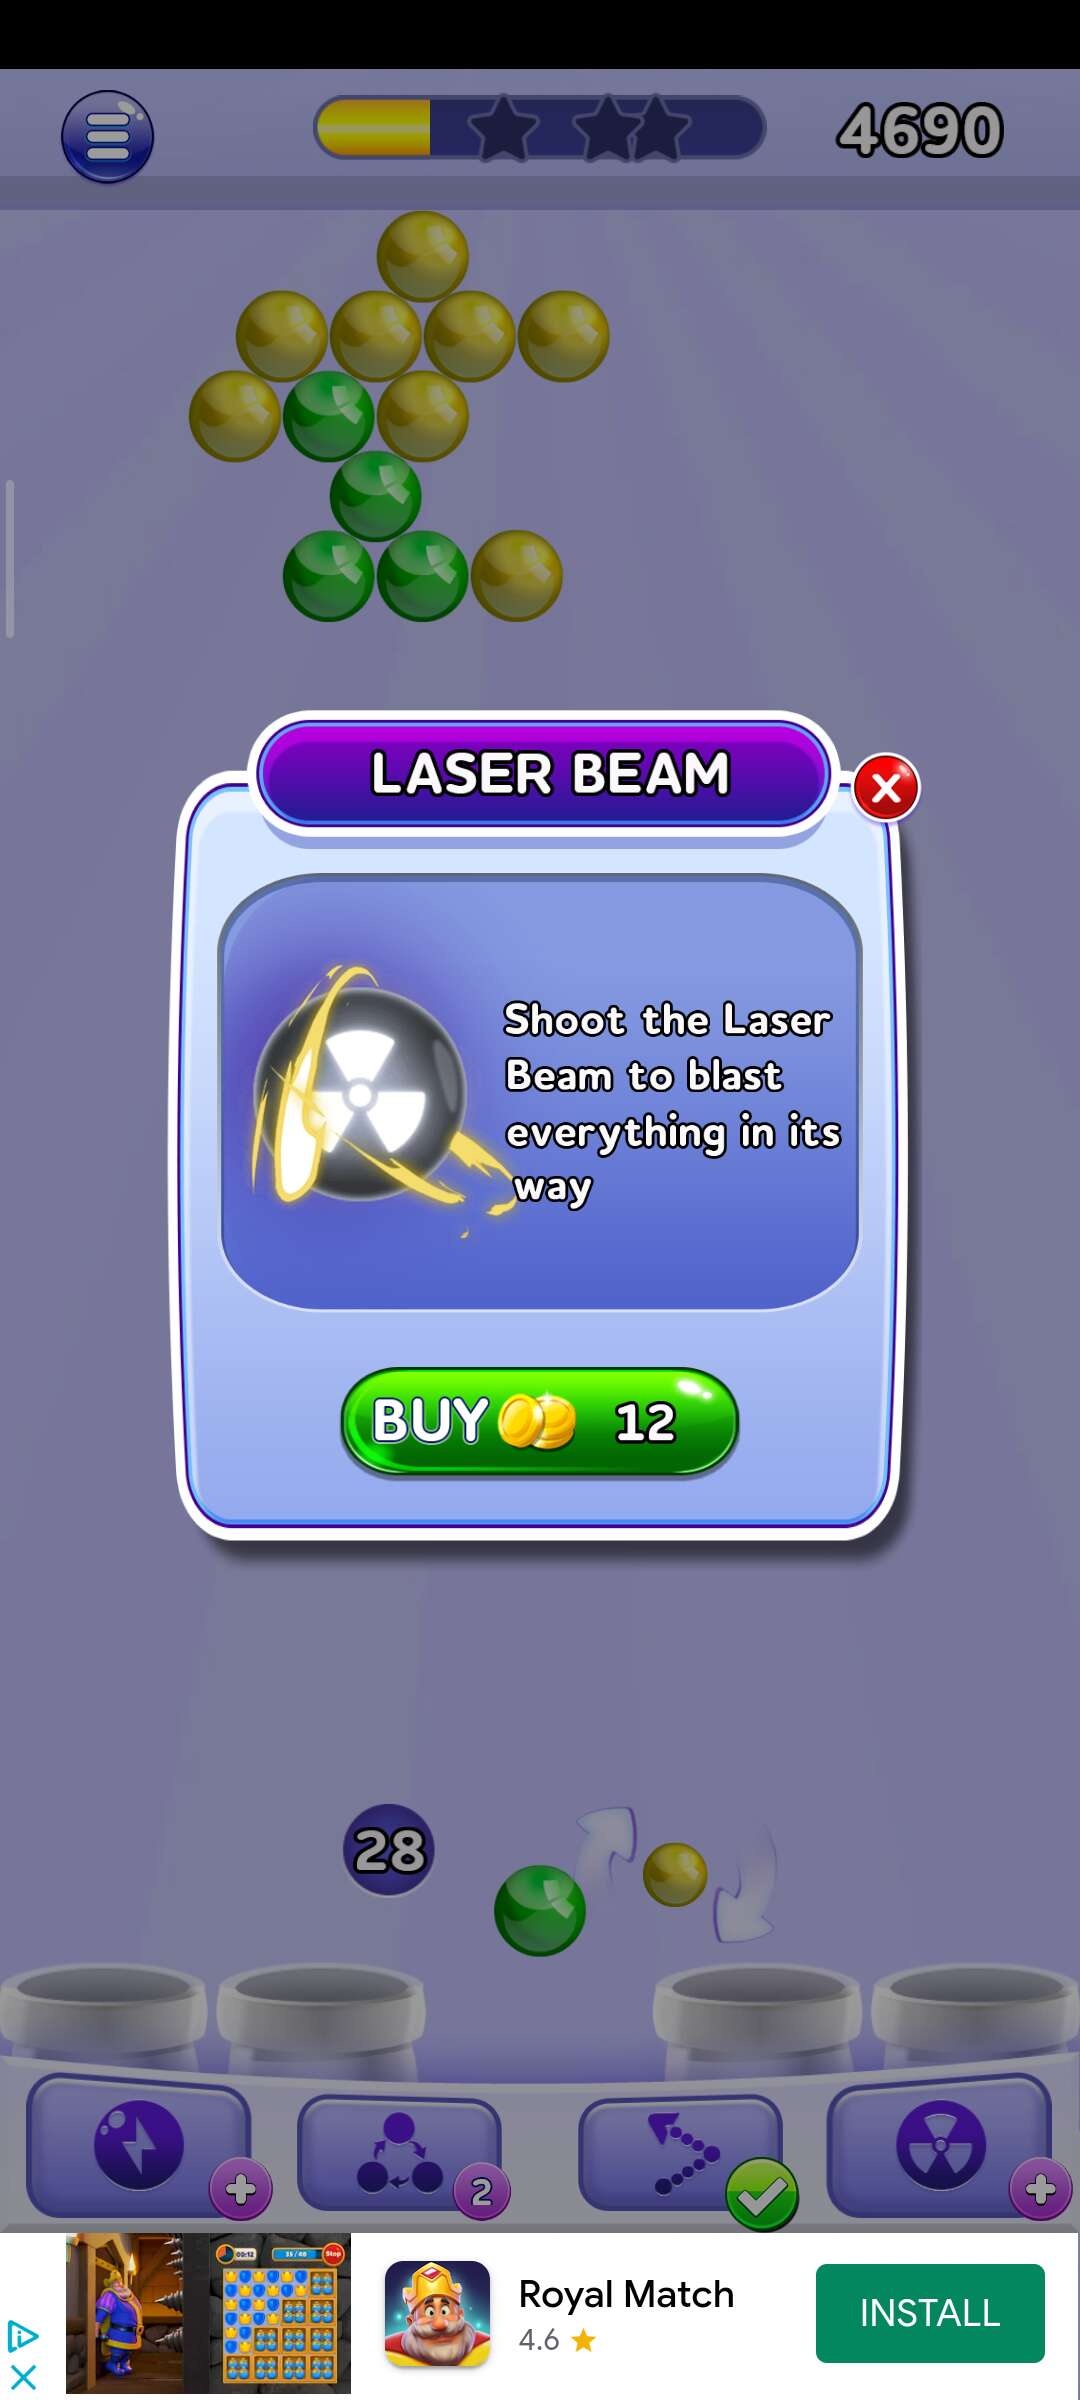 4690
LASER BEAM
Shoot the Laser
Beam to blast
everything in its
way
BUY 12
28
2
Royal Match
4.6
INSTALL